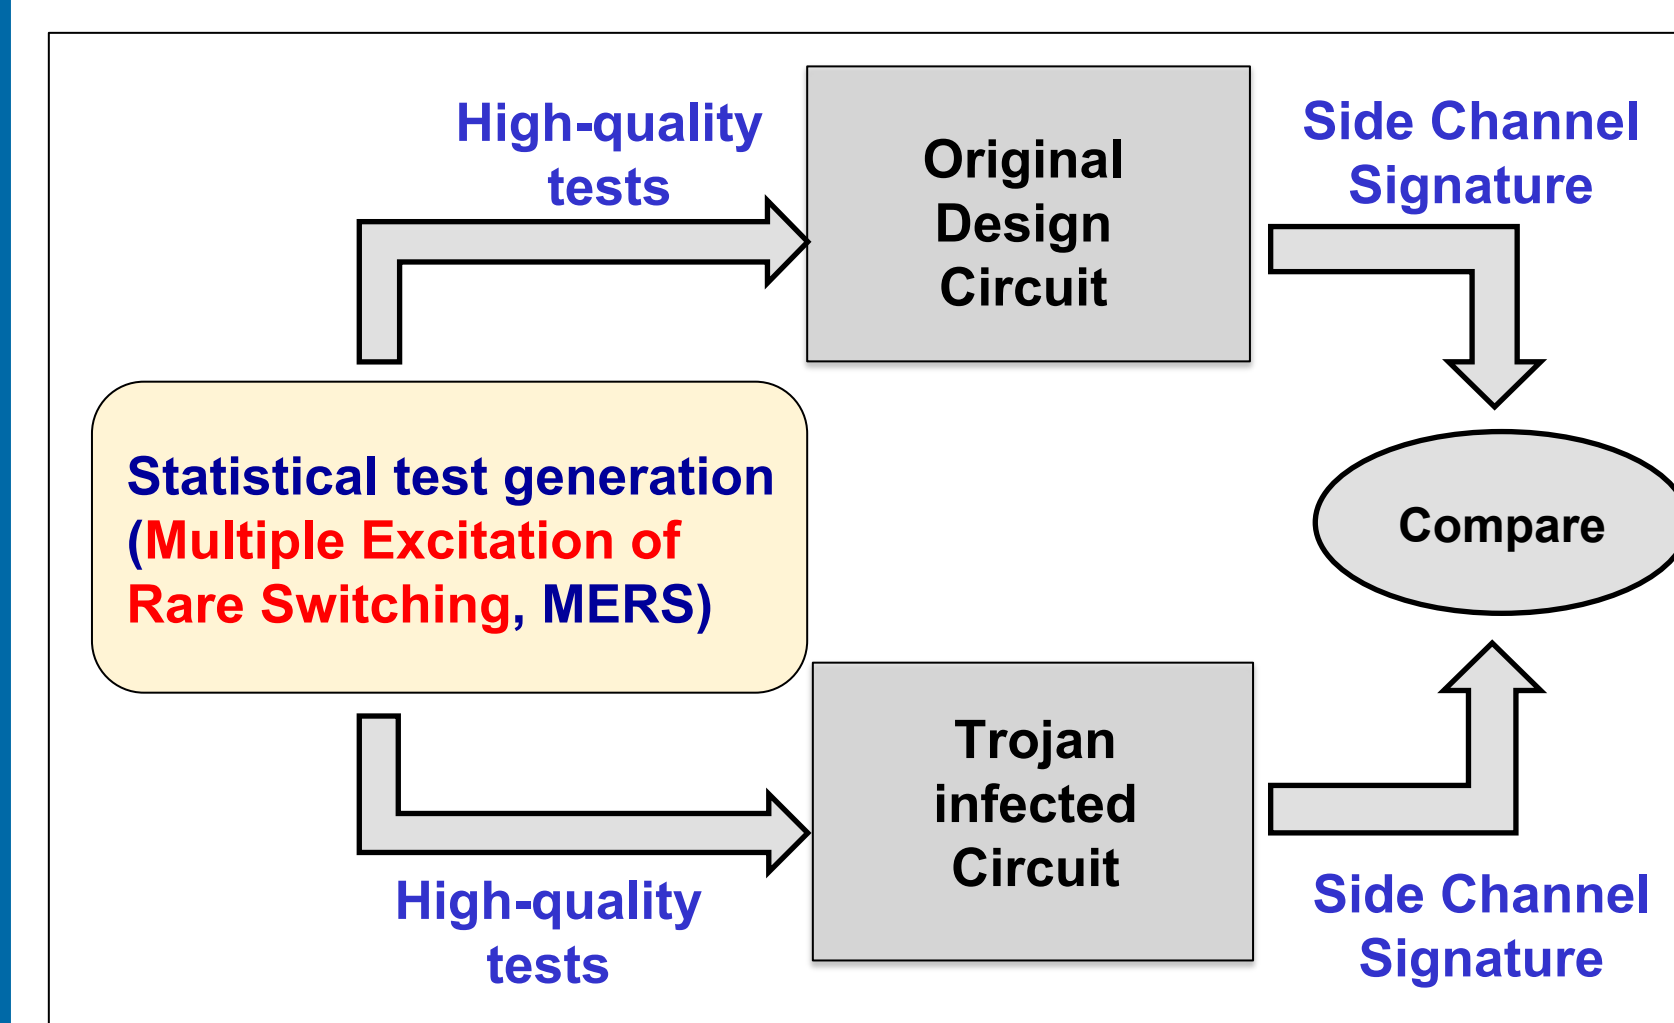 High-quality
tests
Original
Design
Circuit
Side Channel
Signature
Statistical test generation
(Multiple Excitation of
Rare Switching, MERS)
Compare
Trojan
infected
Circuit
High-quality
tests
Side Channel
Signature